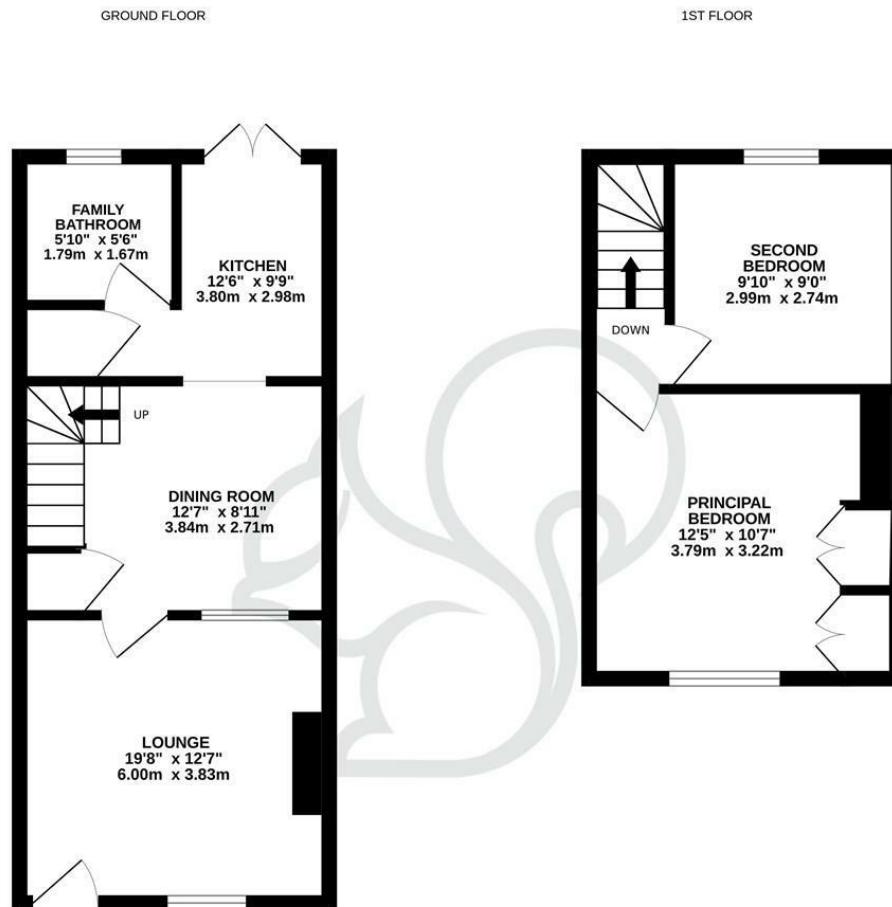 GROUND FLOOR
1ST FLOOR
FAMILY
BATHROOM
5'10" x 5'6"
1.79m x 1.67m
KITCHEN
12'6" x 9'9"
3.80m x 2.98m
UP
DINING ROOM
12'7" x 8'11"
3.84m x 2.71m
LOUNGE
19'8" x 12'7"
6.00m x 3.83m
SECOND
BEDROOM
9'10" x 9'0"
2.99m x 2.74m
DOWN
PRINCIPAL
BEDROOM
12'5" x 10'7"
3.79m x 3.22m